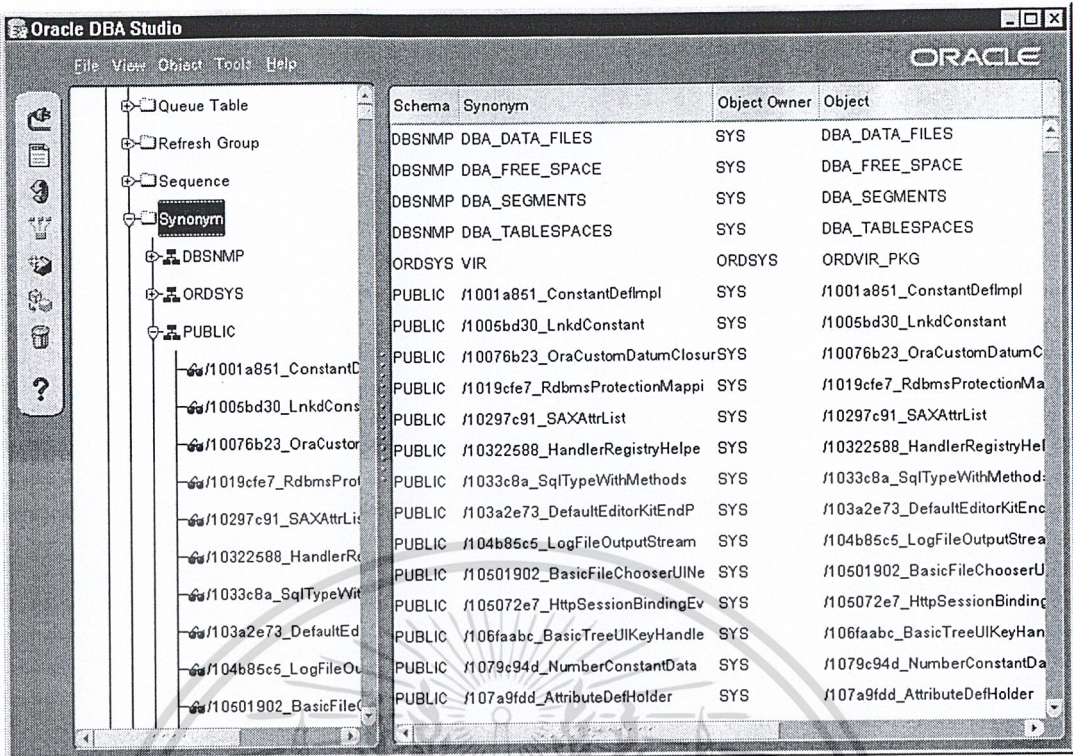 Oracle DBA Studio
File View Object Tools Help
ORACLE
Queue Table
Refresh Group
Sequence
Synonym
DBSNMP
ORDSYS
PUBLIC
/1001a851_ConstantD
/1005bd30_LnkdCons
/10076b23_OraCustor
/1019cfe7_RdbmsProt
/10297c91_SAXAttrLis
/10322588_HandlerRe
/1033c8a_SqlTypeWit
/103a2e73_DefaultEd
/104b85c5_LogFileOu
/10501902_BasicFileC
Schema Synonym Object Owner Object
DBSNMP DBA_DATA_FILES SYS DBA_DATA_FILES
DBSNMP DBA_FREE_SPACE SYS DBA_FREE_SPACE
DBSNMP DBA_SEGMENTS SYS DBA_SEGMENTS
DBSNMP DBA_TABLESPACES SYS DBA_TABLESPACES
ORDSYS VIR ORDSYS ORDVIR_PKG
PUBLIC /1001a851_ConstantDefImpl SYS /1001a851_ConstantDefImpl
PUBLIC /1005bd30_LnkdConstant SYS /1005bd30_LnkdConstant
PUBLIC /10076b23_OraCustomDatumClosur SYS /10076b23_OraCustomDatumC
PUBLIC /1019cfe7_RdbmsProtectionMappi SYS /1019cfe7_RdbmsProtectionMa
PUBLIC /10297c91_SAXAttrList SYS /10297c91_SAXAttrList
PUBLIC /10322588_HandlerRegistryHelpe SYS /10322588_HandlerRegistryHel
PUBLIC /1033c8a_SqlTypeWithMethods SYS /1033c8a_SqlTypeWithMethods
PUBLIC /103a2e73_DefaultEditorKitEndP SYS /103a2e73_DefaultEditorKitEnd
PUBLIC /104b85c5_LogFileOutputStream SYS /104b85c5_LogFileOutputStrea
PUBLIC /10501902_BasicFileChooserUINe SYS /10501902_BasicFileChooserU
PUBLIC /105072e7_HttpSessionBindingEv SYS /105072e7_HttpSessionBinding
PUBLIC /106faabc_BasicTreeUIKeyHandle SYS /106faabc_BasicTreeUIKeyHan
PUBLIC /1079c94d_NumberConstantData SYS /1079c94d_NumberConstantDa
PUBLIC /107a9fdd_AttributeDefHolder SYS /107a9fdd_AttributeDefHolder